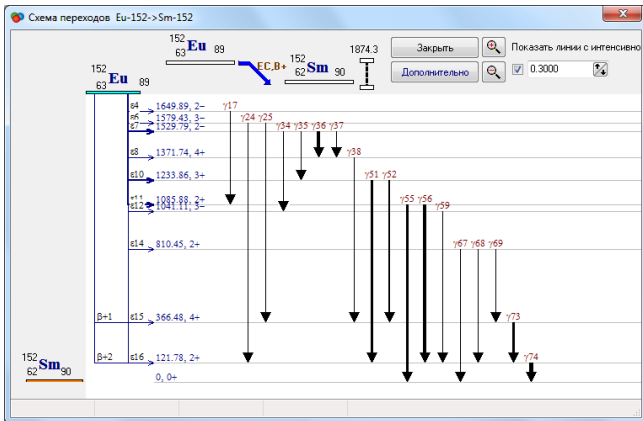 Схема переходов Eu-152->Sm-152
152
63 Eu 89
EC,B+
152
62 Sm 90
1874.3
Закрыть
Дополнительно
Показать линии с интенсивно
0.3000
152
63 Eu 89
ε4 1649.89, 2−
ε6 1579.43, 3−
ε7 1529.79, 2−
ε8 1371.74, 4+
ε10 1233.86, 3+
ε11 1085.88, 2+
ε12 1041.11, 3−
ε14 810.45, 2+
β+1 ε15 366.48, 4+
β+2 ε16 121.78, 2+
0, 0+
γ17
γ24 γ25
γ34 γ35 γ36 γ37
γ38
γ51 γ52
γ55 γ56 γ59
γ67 γ68 γ69
γ73
γ74
152
62 Sm 90